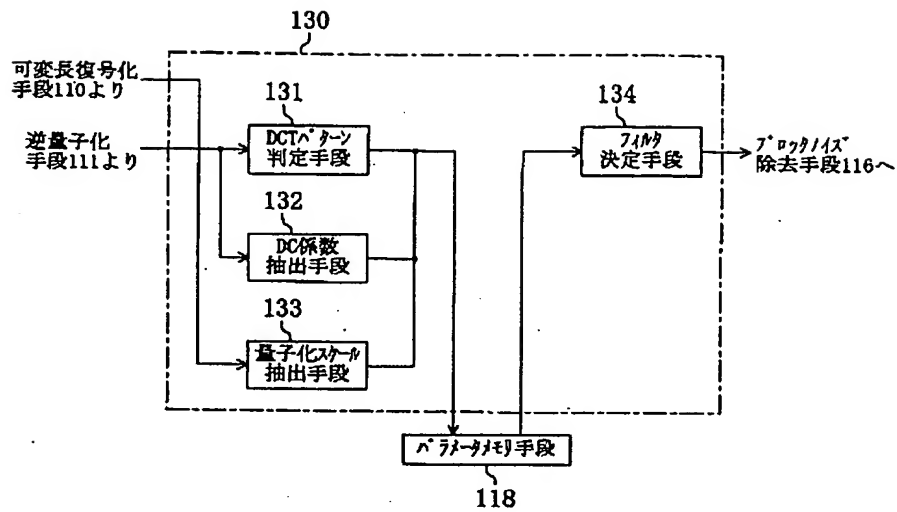 130
可変長復号化
手段110より
131
134
DCTパターン
判定手段
フィルタ
決定手段
逆量子化
手段111より
ブロックノイズ
除去手段116へ
132
DC係数
抽出手段
133
量子化スケール
抽出手段
パラメータメモリ手段
118